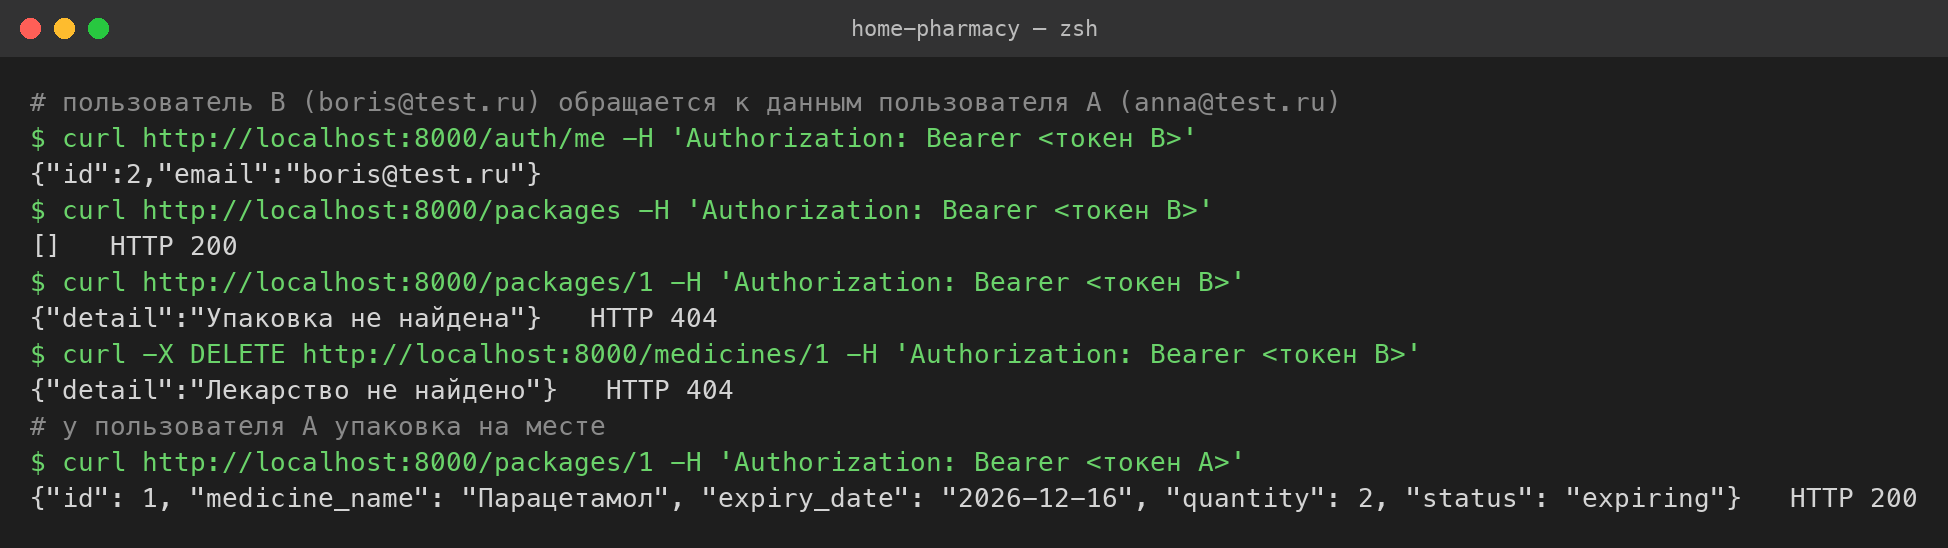 home-pharmacy — zsh
# пользователь B (boris@test.ru) обращается к данным пользователя A (anna@test.ru)
$ curl http://localhost:8000/auth/me -H 'Authorization: Bearer <токен B>'
{"id":2,"email":"boris@test.ru"}
$ curl http://localhost:8000/packages -H 'Authorization: Bearer <токен B>'
[]   HTTP 200
$ curl http://localhost:8000/packages/1 -H 'Authorization: Bearer <токен B>'
{"detail":"Упаковка не найдена"}   HTTP 404
$ curl -X DELETE http://localhost:8000/medicines/1 -H 'Authorization: Bearer <токен B>'
{"detail":"Лекарство не найдено"}   HTTP 404
# у пользователя A упаковка на месте
$ curl http://localhost:8000/packages/1 -H 'Authorization: Bearer <токен A>'
{"id": 1, "medicine_name": "Парацетамол", "expiry_date": "2026-12-16", "quantity": 2, "status": "expiring"}   HTTP 200